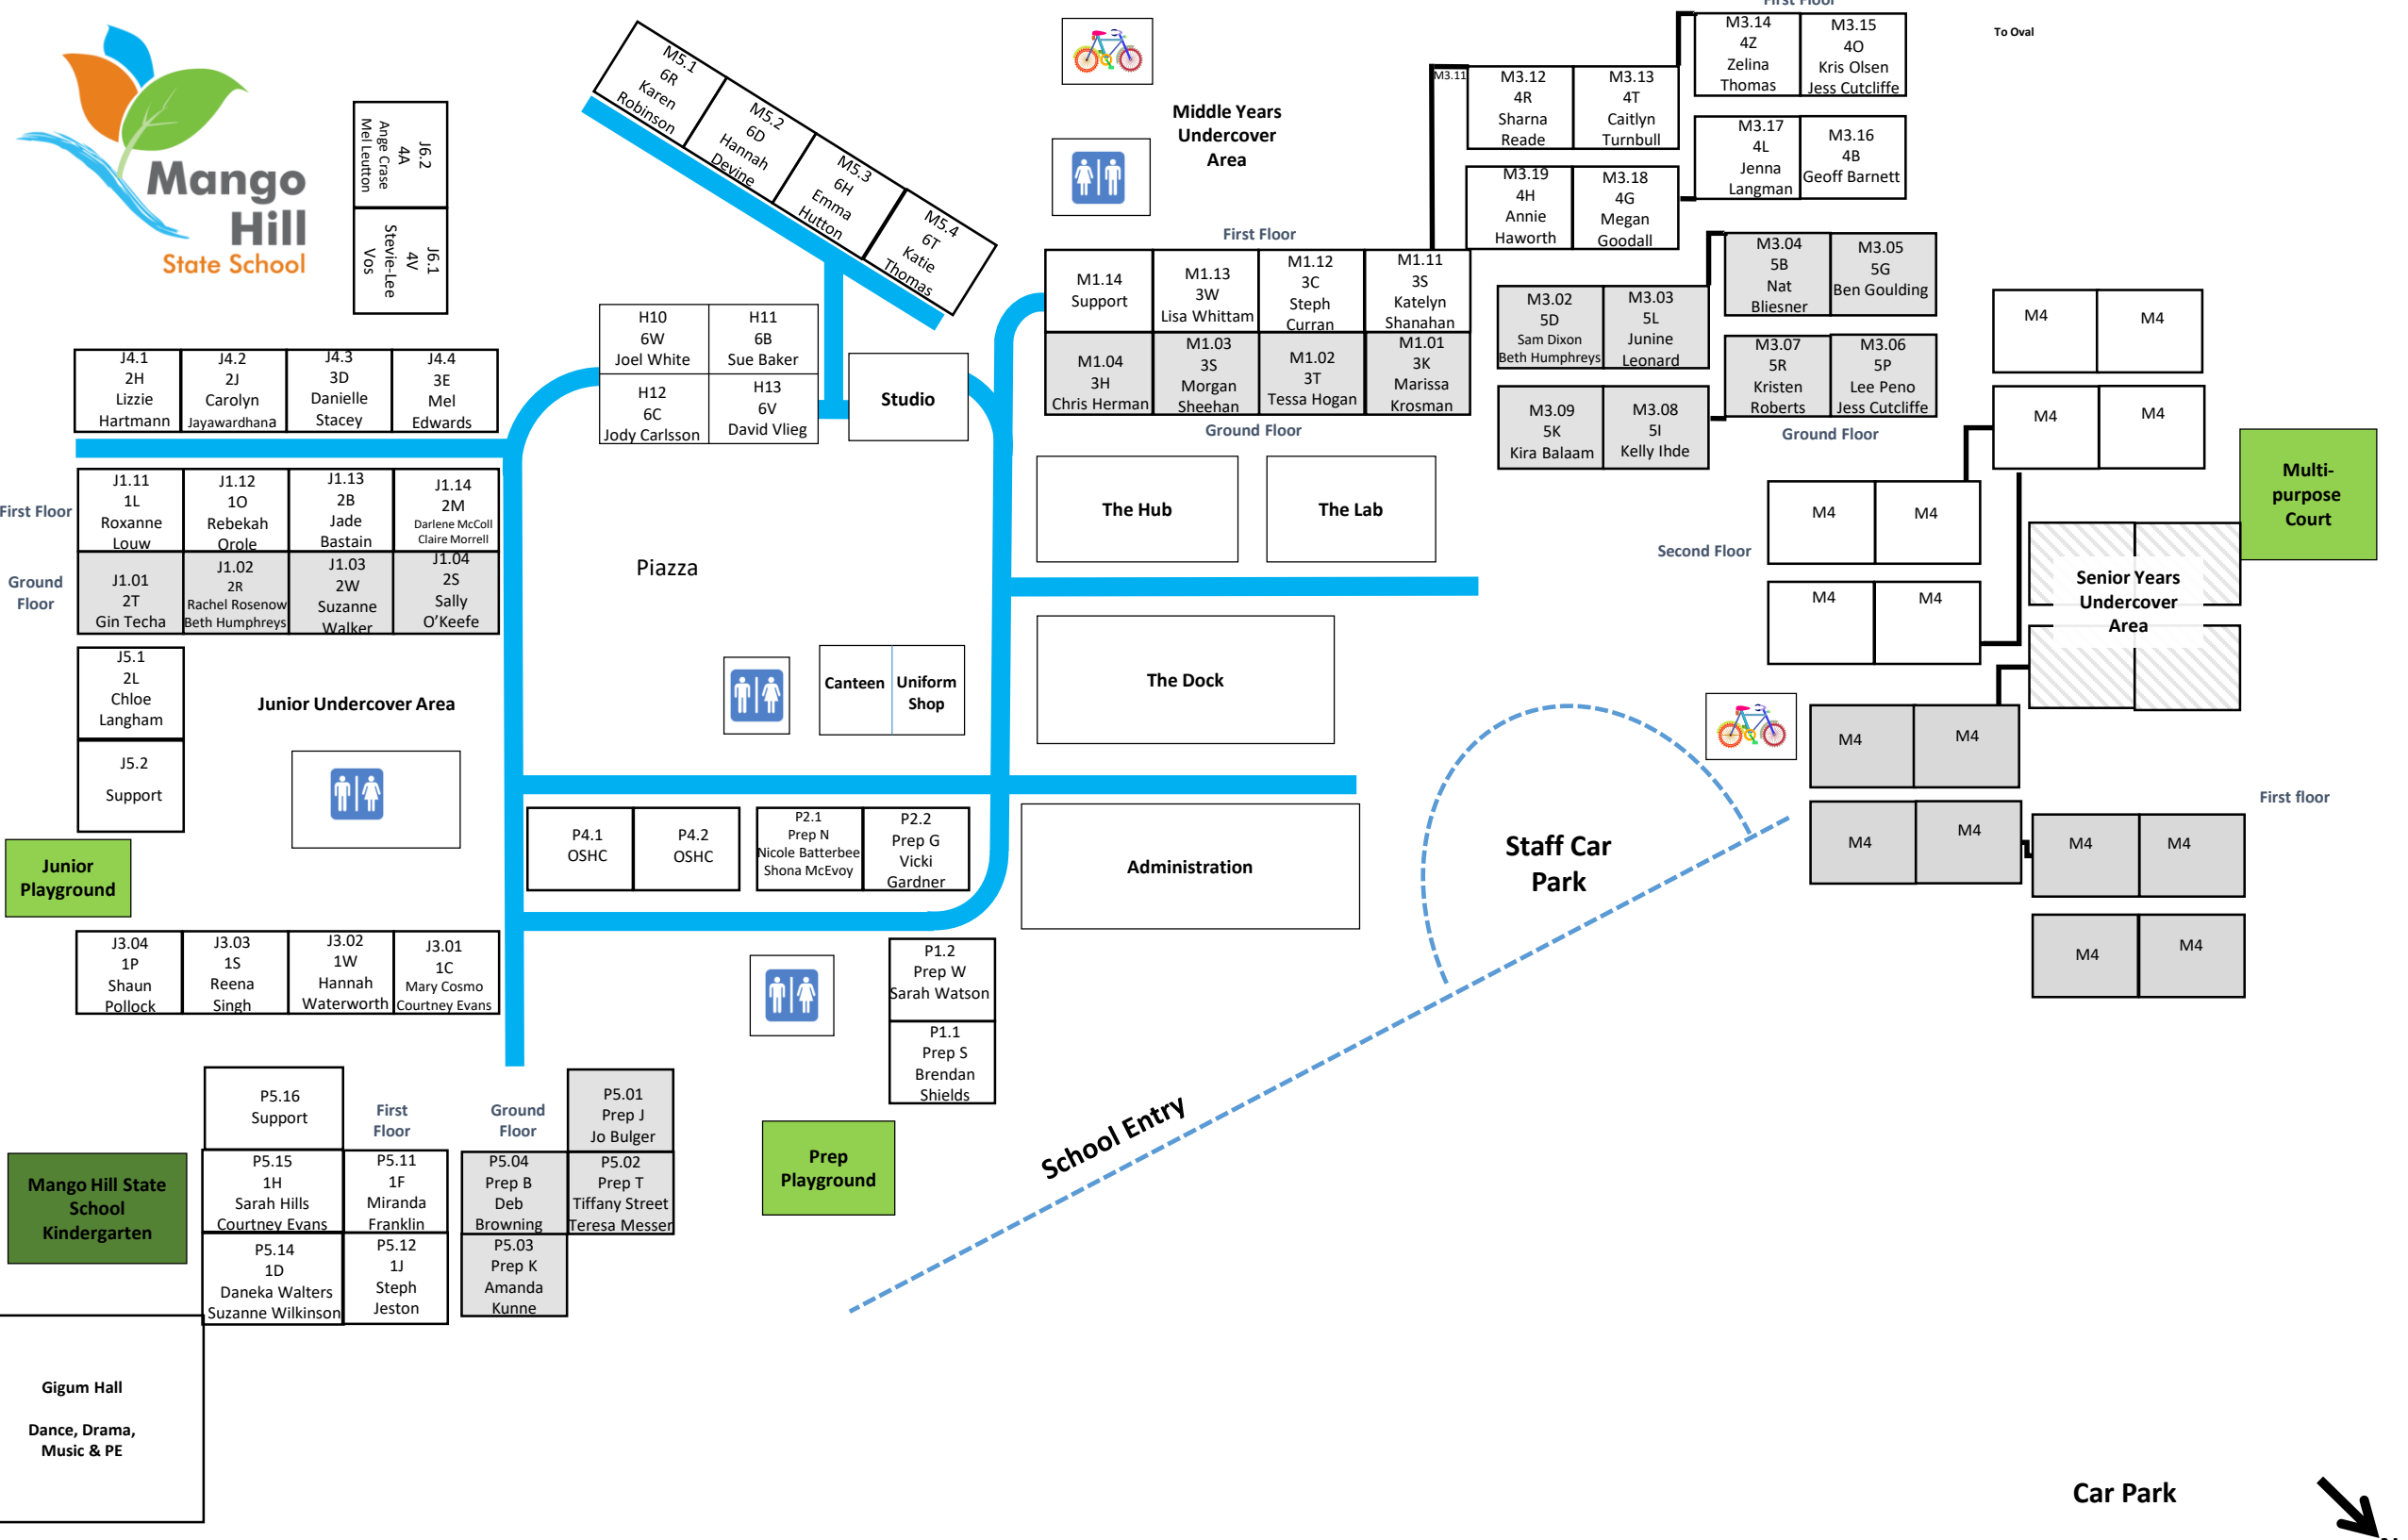 First Floor
To Oval
Mango
Hill
State School
J6.2
4A
Ange Crase
Mel Leutton
J6.1
4V
Stevie-Lee
Vos
M5.1
6R
Karen
Robinson
M5.2
6D
Hannah
Devine
M5.3
6H
Emma
Hutton
M5.4
6T
Katie
Thomas
Middle Years
Undercover
Area
M3.11
M3.12
4R
Sharna
Reade
M3.13
4T
Caitlyn
Turnbull
M3.14
4Z
Zelina
Thomas
M3.15
4O
Kris Olsen
Jess Cutcliffe
M3.19
4H
Annie
Haworth
M3.18
4G
Megan
Goodall
M3.17
4L
Jenna
Langman
M3.16
4B
Geoff Barnett
First Floor
M1.14
Support
M1.13
3W
Lisa Whittam
M1.12
3C
Steph
Curran
M1.11
3S
Katelyn
Shanahan
M1.04
3H
Chris Herman
M1.03
3S
Morgan
Sheehan
M1.02
3T
Tessa Hogan
M1.01
3K
Marissa
Krosman
Ground Floor
M3.02
5D
Sam Dixon
Beth Humphreys
M3.03
5L
Junine
Leonard
M3.04
5B
Nat
Bliesner
M3.05
5G
Ben Goulding
M3.09
5K
Kira Balaam
M3.08
5I
Kelly Ihde
M3.07
5R
Kristen
Roberts
M3.06
5P
Lee Peno
Jess Cutcliffe
Ground Floor
H10
6W
Joel White
H11
6B
Sue Baker
H12
6C
Jody Carlsson
H13
6V
David Vlieg
Studio
J4.1
2H
Lizzie
Hartmann
J4.2
2J
Carolyn
Jayawardhana
J4.3
3D
Danielle
Stacey
J4.4
3E
Mel
Edwards
First Floor
J1.11
1L
Roxanne
Louw
J1.12
1O
Rebekah
Orole
J1.13
2B
Jade
Bastain
J1.14
2M
Darlene McColl
Claire Morrell
Ground
Floor
J1.01
2T
Gin Techa
J1.02
2R
Rachel Rosenow
Beth Humphreys
J1.03
2W
Suzanne
Walker
J1.04
2S
Sally
O'Keefe
J5.1
2L
Chloe
Langham
J5.2
Support
Junior Undercover Area
Piazza
The Hub
The Lab
The Dock
Canteen
Uniform
Shop
M4
M4
M4
M4
Multi-
purpose
Court
Second Floor
M4
M4
M4
M4
Senior Years
Undercover
Area
M4
M4
M4
M4
First floor
M4
M4
M4
M4
Junior
Playground
P4.1
OSHC
P4.2
OSHC
P2.1
Prep N
Nicole Batterbee
Shona McEvoy
P2.2
Prep G
Vicki
Gardner
Administration
Staff Car
Park
J3.04
1P
Shaun
Pollock
J3.03
1S
Reena
Singh
J3.02
1W
Hannah
Waterworth
J3.01
1C
Mary Cosmo
Courtney Evans
P1.2
Prep W
Sarah Watson
P1.1
Prep S
Brendan
Shields
School Entry
P5.16
Support
First
Floor
Ground
Floor
P5.01
Prep J
Jo Bulger
Mango Hill State
School
Kindergarten
P5.15
1H
Sarah Hills
Courtney Evans
P5.11
1F
Miranda
Franklin
P5.04
Prep B
Deb
Browning
P5.02
Prep T
Tiffany Street
Teresa Messer
Prep
Playground
P5.14
1D
Daneka Walters
Suzanne Wilkinson
P5.12
1J
Steph
Jeston
P5.03
Prep K
Amanda
Kunne
Gigum Hall
Dance, Drama,
Music & PE
Car Park